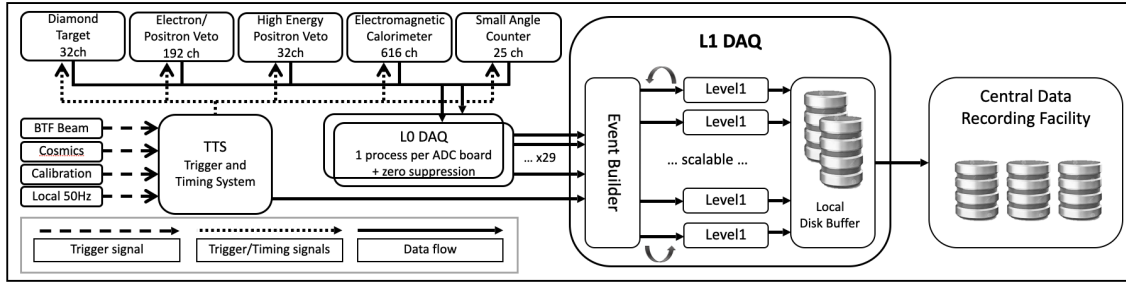 Diamond
Target
32ch
Electron/
Positron Veto
192 ch
High Energy
Positron Veto
32ch
Electromagnetic
Calorimeter
616 ch
Small Angle
Counter
25 ch
BTF Beam
Cosmics
Calibration
Local 50Hz
TTS
Trigger and
Timing System
L0 DAQ
1 process per ADC board
+ zero suppression
... x29
L1 DAQ
Event Builder
Level1
Level1
... scalable ...
Level1
Level1
Local
Disk Buffer
Central Data
Recording Facility
Trigger signal
Trigger/Timing signals
Data flow